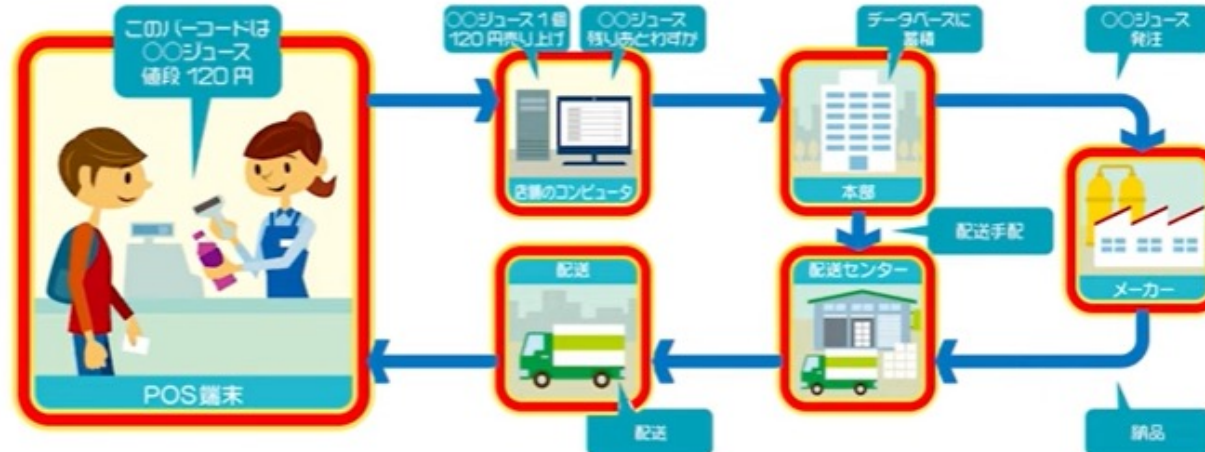 このバーコードは
○○ジュース
値段 120 円
○○ジュース 1 個
120 円売り上げ
○○ジュース
残りあとわずか
データベースに
蓄積
○○ジュース
発注
店舗のコンピュータ
本部
配送手配
メーカー
配送
配送センター
POS端末
配送
納品